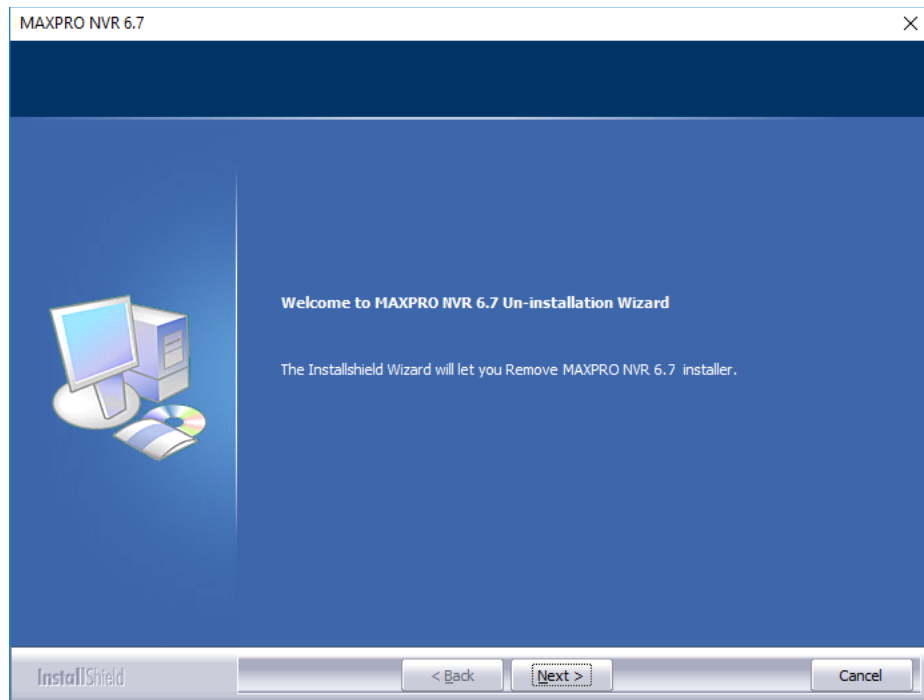 MAXPRO NVR 6.7
Welcome to MAXPRO NVR 6.7 Un-installation Wizard
The Installshield Wizard will let you Remove MAXPRO NVR 6.7 installer.
InstallShield
< Back
Next >
Cancel